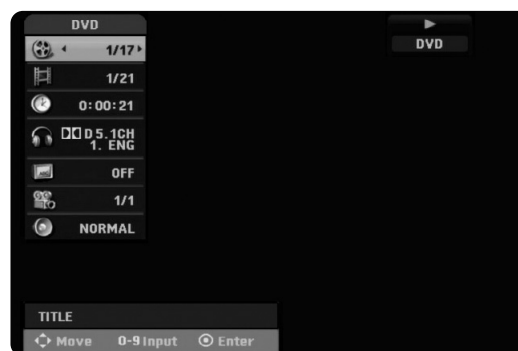 DVD
1/17
1/21
0:00:21
DD D 5.1CH
1. ENG
OFF
1/1
NORMAL
DVD
TITLE
Move 0-9 Input Enter